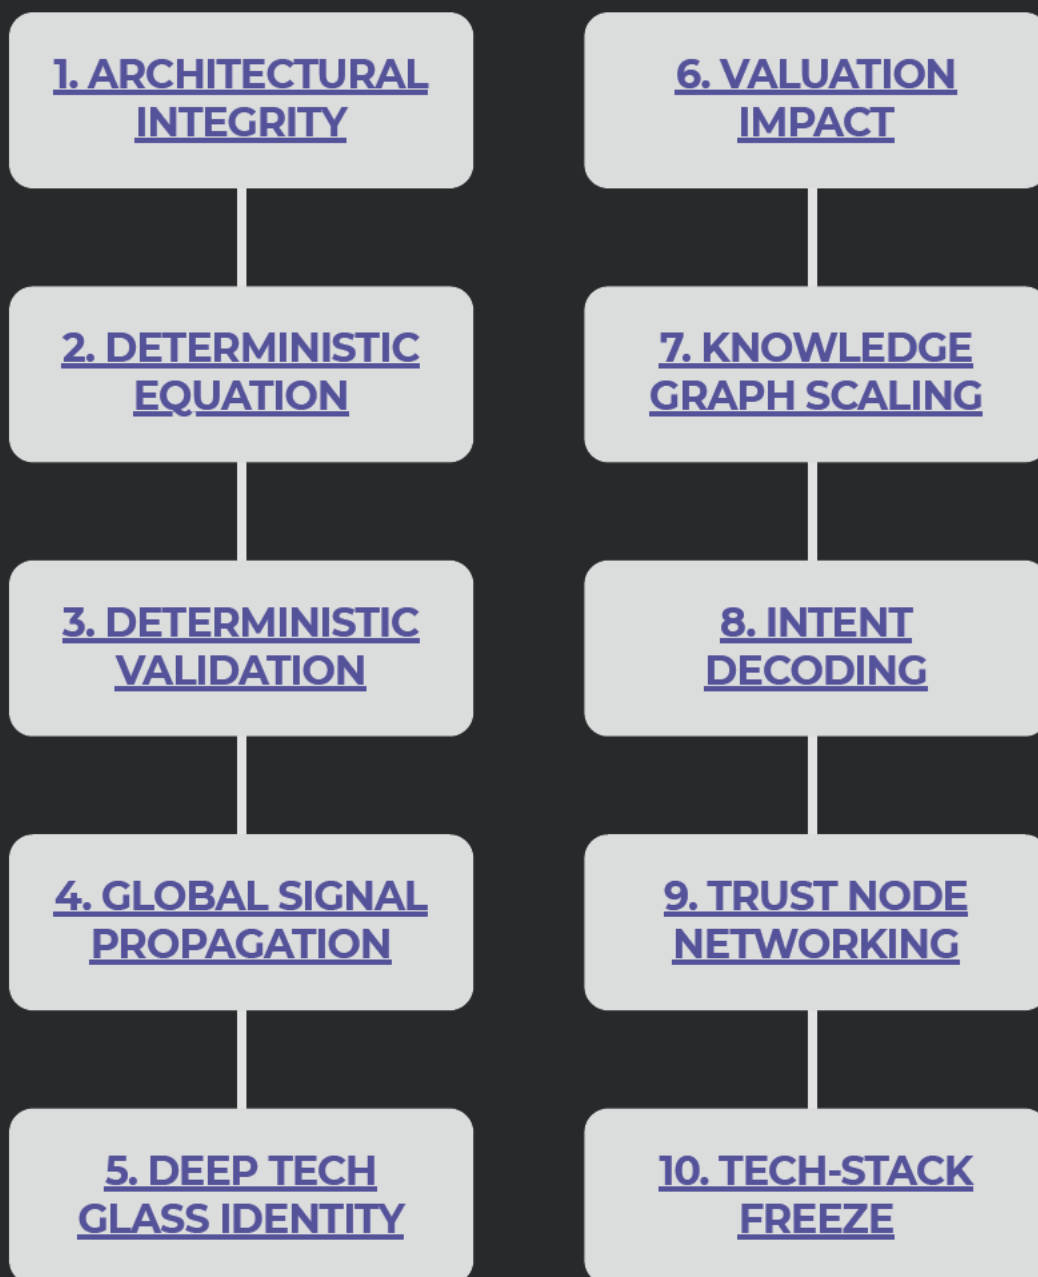 1. ARCHITECTURAL
INTEGRITY
2. DETERMINISTIC
EQUATION
3. DETERMINISTIC
VALIDATION
4. GLOBAL SIGNAL
PROPAGATION
5. DEEP TECH
GLASS IDENTITY
6. VALUATION
IMPACT
7. KNOWLEDGE
GRAPH SCALING
8. INTENT
DECODING
9. TRUST NODE
NETWORKING
10. TECH-STACK
FREEZE